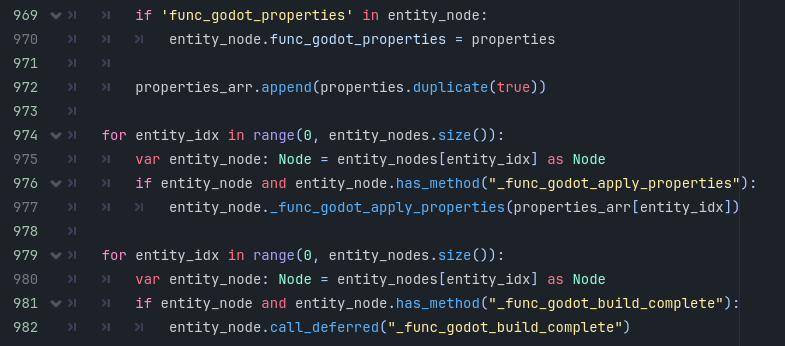 969 if 'func_godot_properties' in entity_node:
970 entity_node.func_godot_properties = properties
971
972 properties_arr.append(properties.duplicate(true))
973
974 for entity_idx in range(0, entity_nodes.size()):
975 var entity_node: Node = entity_nodes[entity_idx] as Node
976 if entity_node and entity_node.has_method("_func_godot_apply_properties"):
977 entity_node._func_godot_apply_properties(properties_arr[entity_idx])
978
979 for entity_idx in range(0, entity_nodes.size()):
980 var entity_node: Node = entity_nodes[entity_idx] as Node
981 if entity_node and entity_node.has_method("_func_godot_build_complete"):
982 entity_node.call_deferred("_func_godot_build_complete")